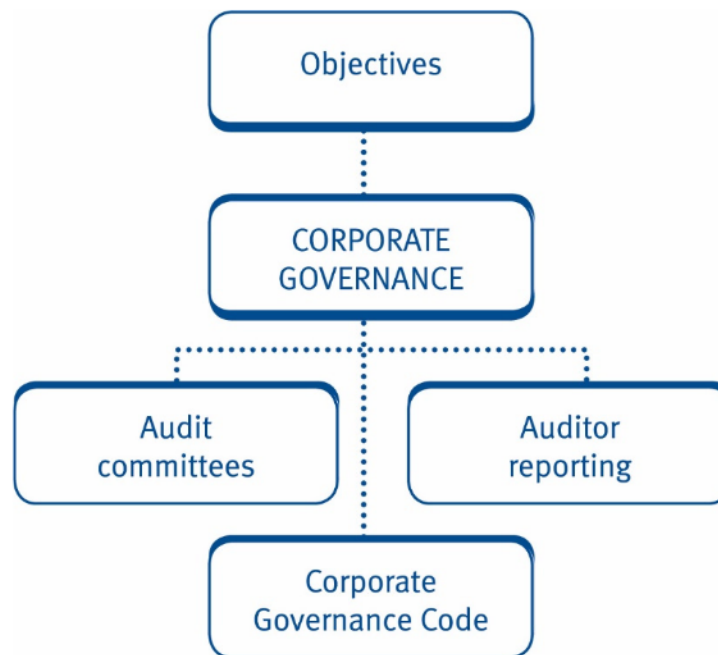 Objectives
CORPORATE
GOVERNANCE
Audit
committees
Auditor
reporting
Corporate
Governance Code